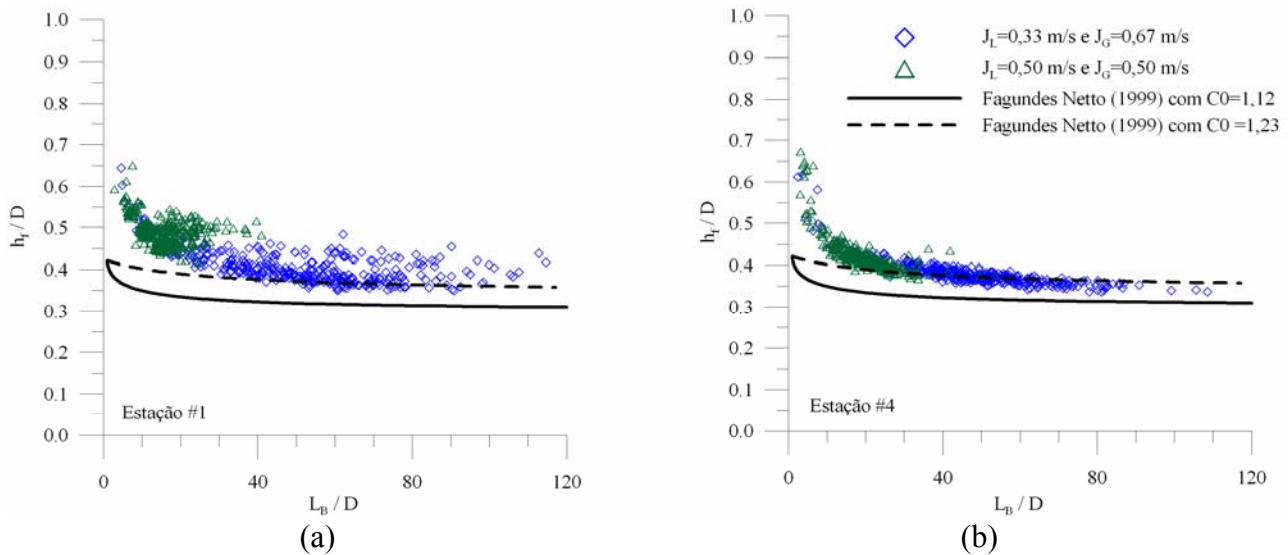 1.0
0.9
0.8
0.7
0.6
0.5
0.4
0.3
0.2
0.1
0.0
h_f / D
Estação #1
0
40
80
120
L_B / D
(a)
1.0
0.9
0.8
0.7
0.6
0.5
0.4
0.3
0.2
0.1
0.0
h_f / D
J_L=0,33 m/s e J_G=0,67 m/s
J_L=0,50 m/s e J_G=0,50 m/s
Fagundes Netto (1999) com C0=1,12
Fagundes Netto (1999) com C0 =1,23
Estação #4
0
40
80
120
L_B / D
(b)